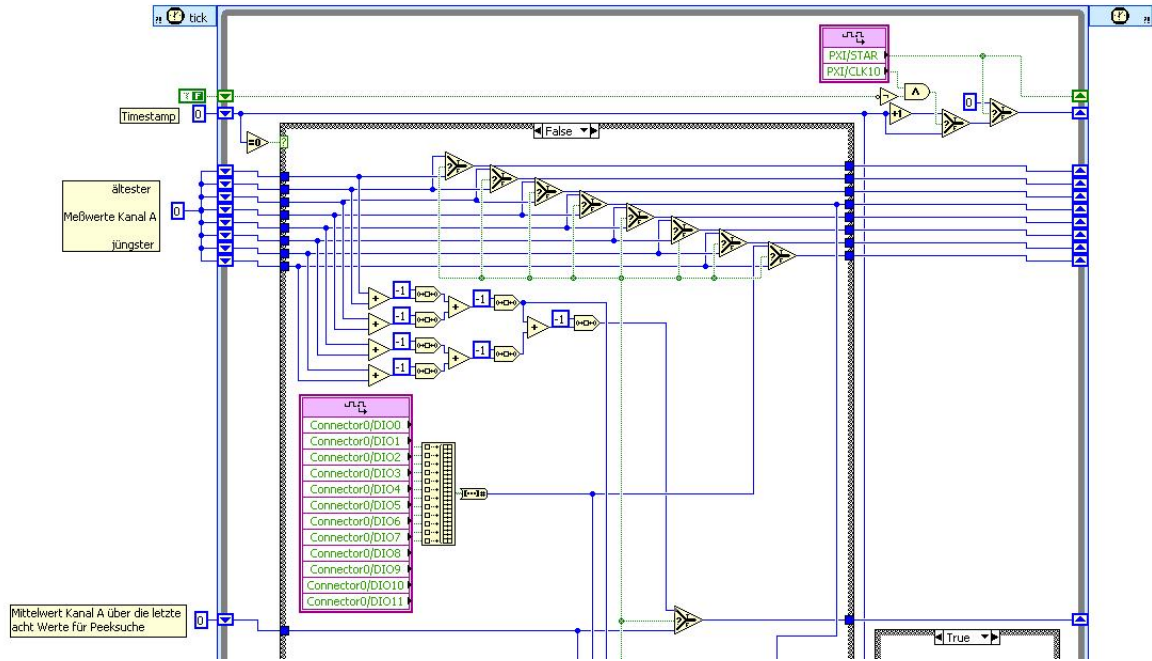 tick
PXI/STAR
PXI/CLK10
F
Timestamp
0
+1
0
=0
False
ältester
Meßwerte Kanal A
jüngster
0
-1
-1
-1
-1
-1
-1
-1
Connector0/DIO0
Connector0/DIO1
Connector0/DIO2
Connector0/DIO3
Connector0/DIO4
Connector0/DIO5
Connector0/DIO6
Connector0/DIO7
Connector0/DIO8
Connector0/DIO9
Connector0/DIO10
Connector0/DIO11
Mittelwert Kanal A über die letzte
acht Werte für Peeksuche
0
True